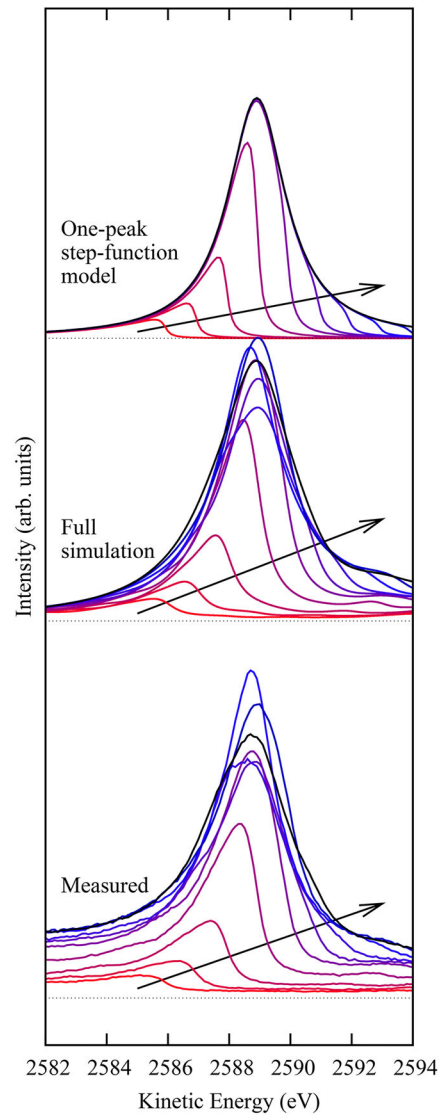 One-peak
step-function
model
Full
simulation
Measured
Intensity (arb. units)
2582 2584 2586 2588 2590 2592 2594
Kinetic Energy (eV)